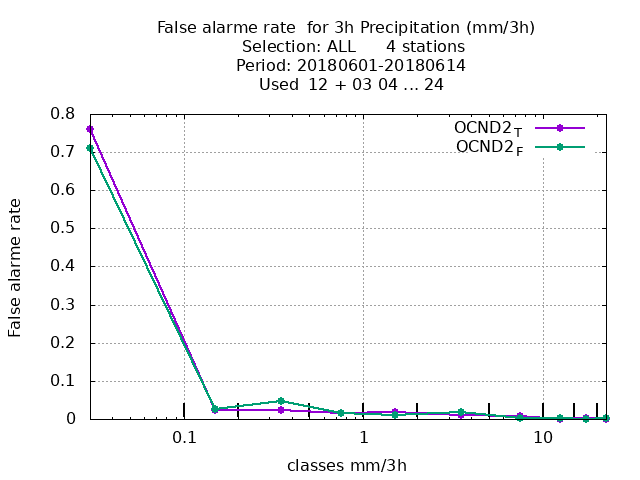 False alarme rate  for 3h Precipitation (mm/3h)
Selection: ALL      4 stations
Period: 20180601-20180614
Used  12 + 03 04 ... 24
OCND2_T
OCND2_F
False alarme rate
0.8
0.7
0.6
0.5
0.4
0.3
0.2
0.1
0
0.1
1
10
classes mm/3h